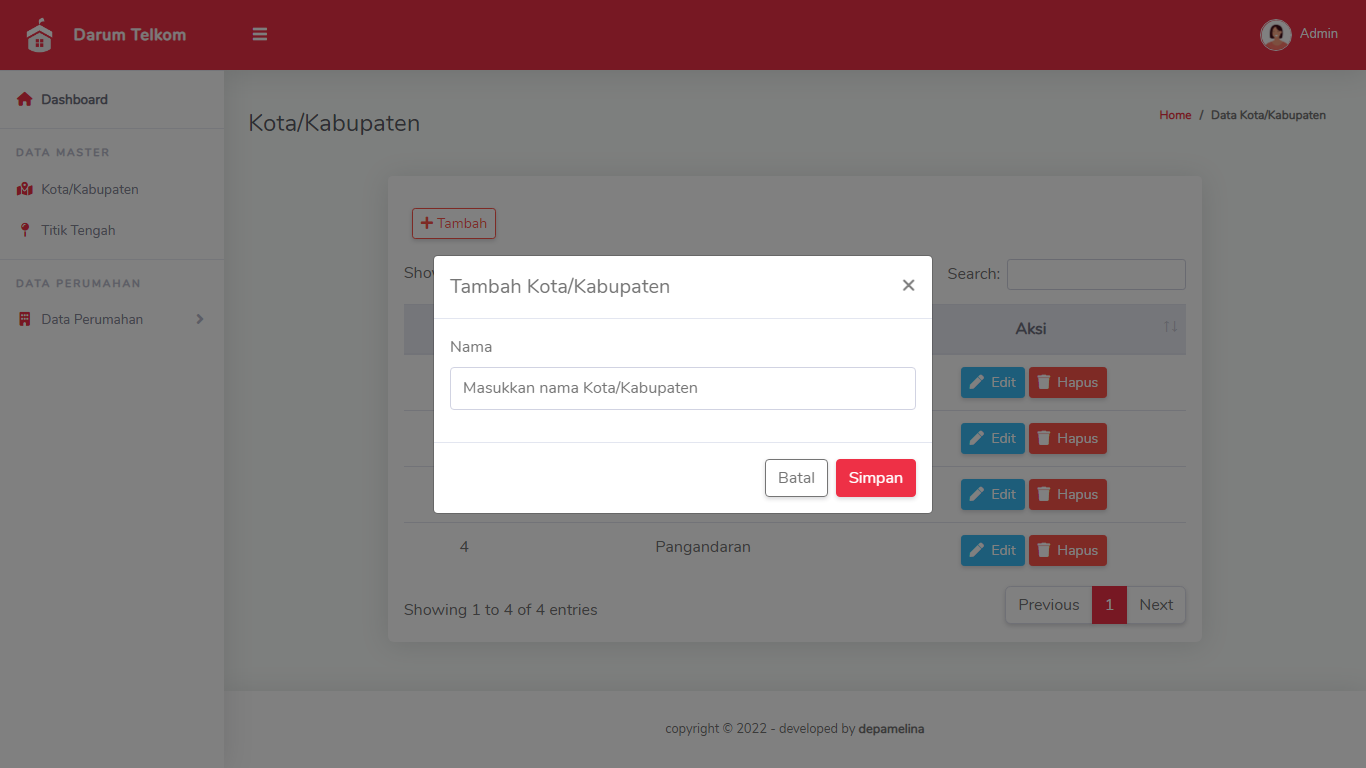 Darum Telkom
Admin
Dashboard
DATA MASTER
Kota/Kabupaten
Titik Tengah
DATA PERUMAHAN
Data Perumahan
Kota/Kabupaten
Home / Data Kota/Kabupaten
Tambah
Search:
Tambah Kota/Kabupaten
×
Nama
Masukkan nama Kota/Kabupaten
Batal Simpan
Aksi
Edit Hapus
Edit Hapus
Edit Hapus
4 Pangandaran Edit Hapus
Showing 1 to 4 of 4 entries
Previous 1 Next
copyright © 2022 - developed by depamelina